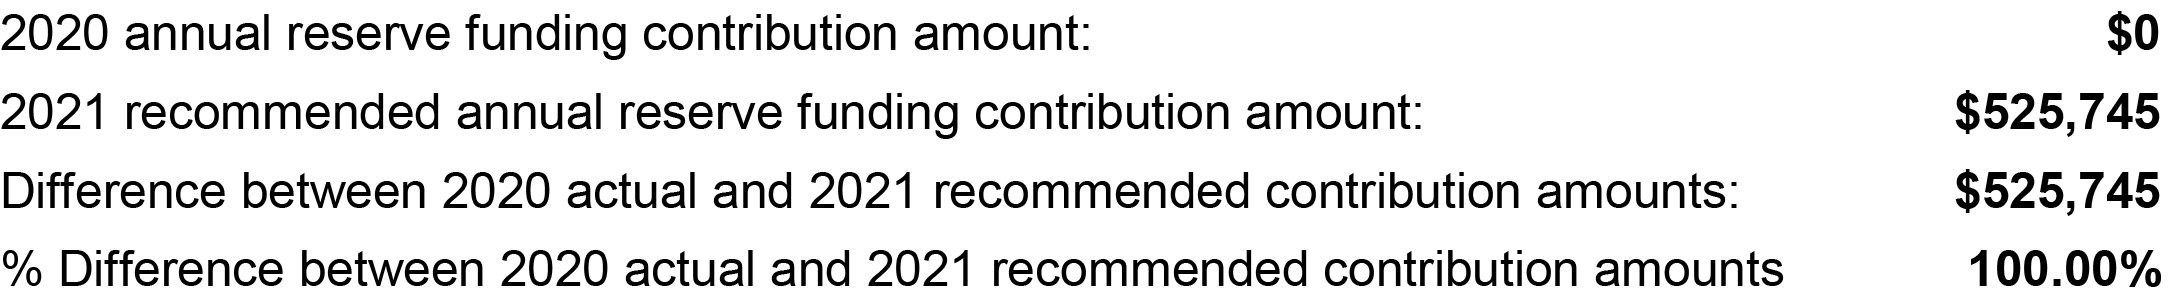 2020 annual reserve funding contribution amount: $0
2021 recommended annual reserve funding contribution amount: $525,745
Difference between 2020 actual and 2021 recommended contribution amounts: $525,745
% Difference between 2020 actual and 2021 recommended contribution amounts 100.00%